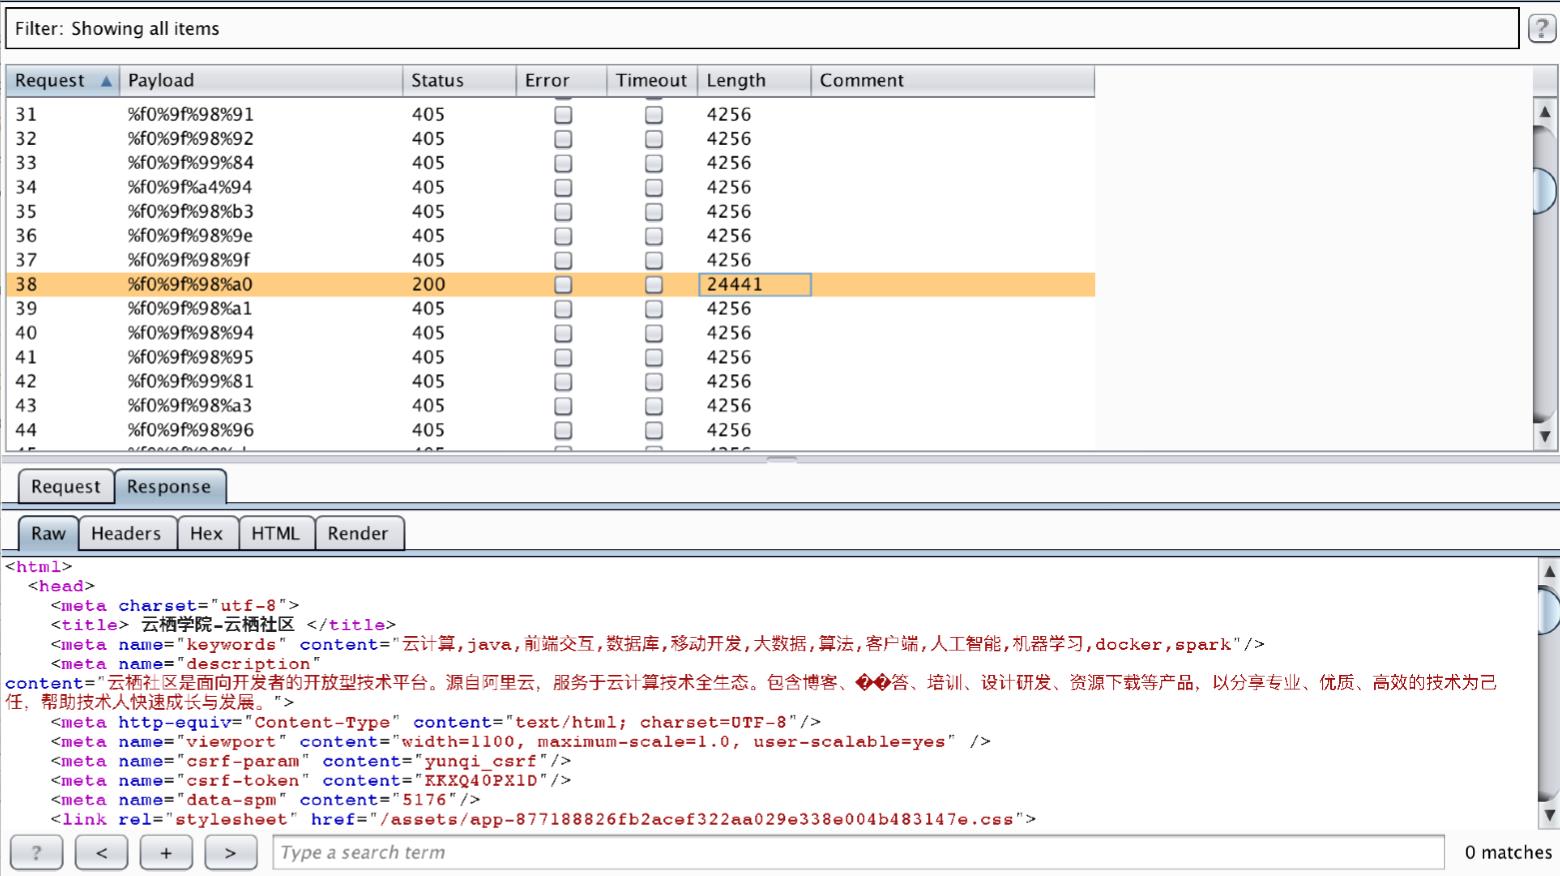 Filter: Showing all items
?
Request Payload Status Error Timeout Length Comment
31 %f0%9f%98%91 405 4256
32 %f0%9f%98%92 405 4256
33 %f0%9f%99%84 405 4256
34 %f0%9f%a4%94 405 4256
35 %f0%9f%98%b3 405 4256
36 %f0%9f%98%9e 405 4256
37 %f0%9f%98%9f 405 4256
38 %f0%9f%98%a0 200 24441
39 %f0%9f%98%a1 405 4256
40 %f0%9f%98%94 405 4256
41 %f0%9f%98%95 405 4256
42 %f0%9f%99%81 405 4256
43 %f0%9f%98%a3 405 4256
44 %f0%9f%98%96 405 4256
Request Response
Raw Headers Hex HTML Render
<html>
<head>
<meta charset="utf-8">
<title> 云栖学院-云栖社区 </title>
<meta name="keywords" content="云计算,java,前端交互,数据库,移动开发,大数据,算法,客户端,人工智能,机器学习,docker,spark"/>
<meta name="description"
content="云栖社区是面向开发者的开放型技术平台。源自阿里云，服务于云计算技术全生态。包含博客、��答、培训、设计研发、资源下载等产品，以分享专业、优质、高效的技术为己
任，帮助技术人快速成长与发展。">
<meta http-equiv="Content-Type" content="text/html; charset=UTF-8"/>
<meta name="viewport" content="width=1100, maximum-scale=1.0, user-scalable=yes" />
<meta name="csrf-param" content="yunqi_csrf"/>
<meta name="csrf-token" content="KKXQ40PX1D"/>
<meta name="data-spm" content="5176"/>
<link rel="stylesheet" href="/assets/app-877188826fb2acef322aa029e338e004b483147e.css">
? < + > Type a search term 0 matches